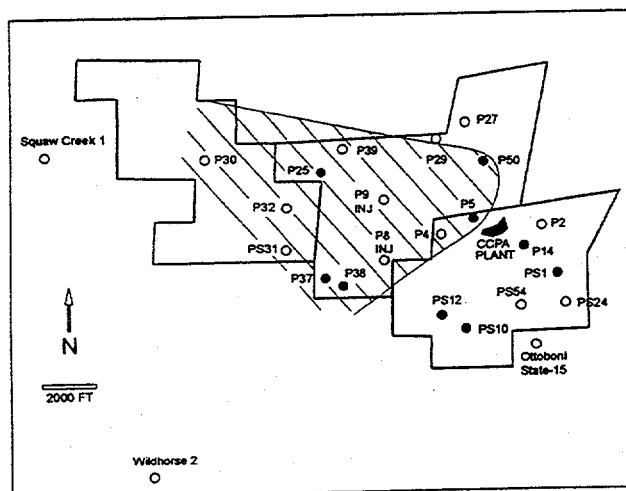 P27
Squaw Creek 1
P39
P29
P30
P50
P25
P9
INJ
P32
P5
P4
P2
P8
INJ
CCPA
PLANT
P14
PS31
PS1
P37
P38
PS54
PS24
PS12
PS10
N
Ottoboni
State-15
2000 FT
Wildhorse 2